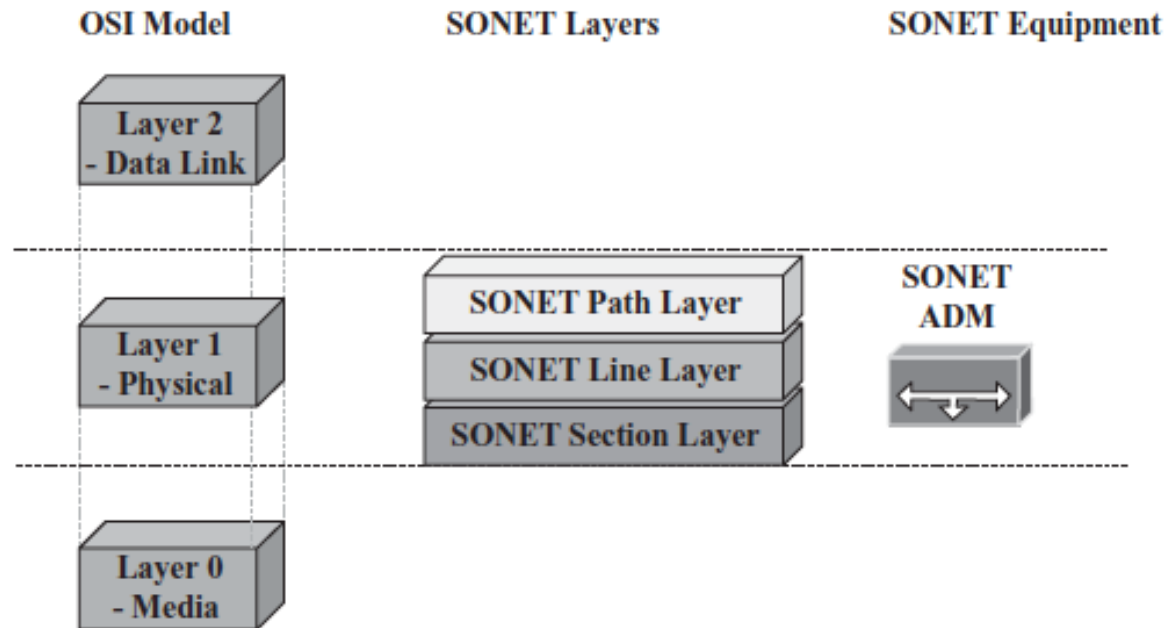 OSI Model
SONET Layers
SONET Equipment
Layer 2
- Data Link
Layer 1
- Physical
SONET Path Layer
SONET Line Layer
SONET Section Layer
SONET
ADM
Layer 0
- Media